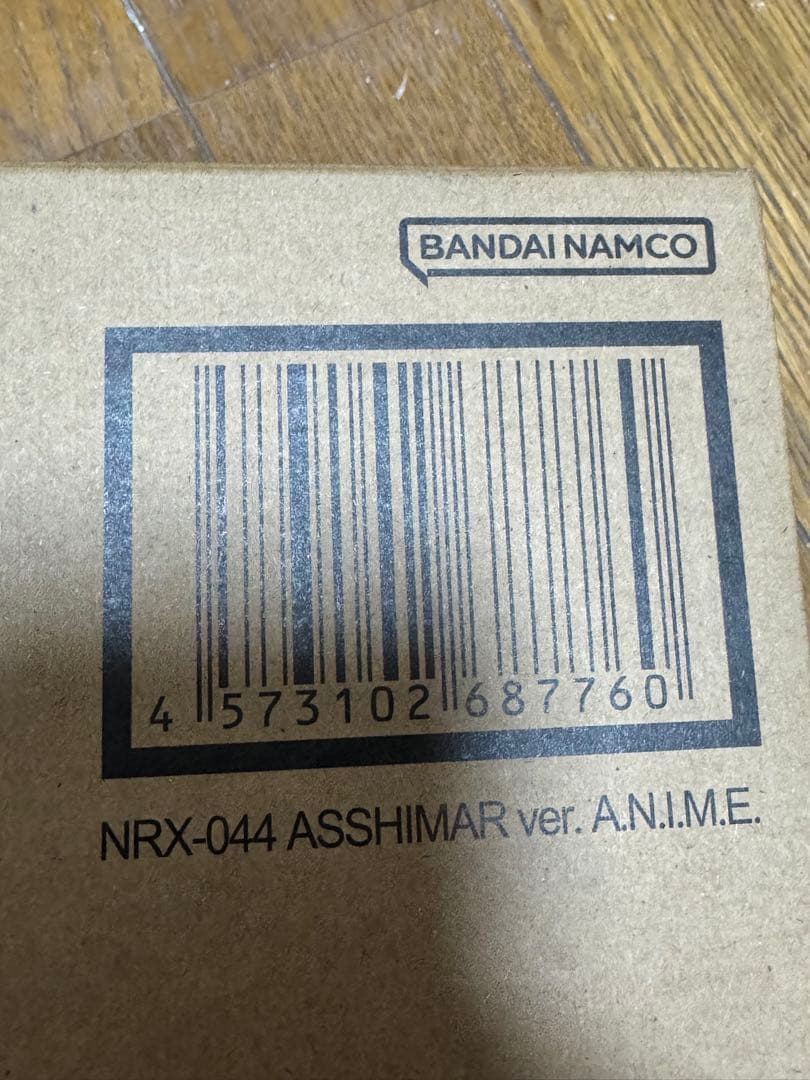 BANDAI NAMCO
4 573102 687760
NRX-044 ASSHIMAR ver. A.N.I.M.E.